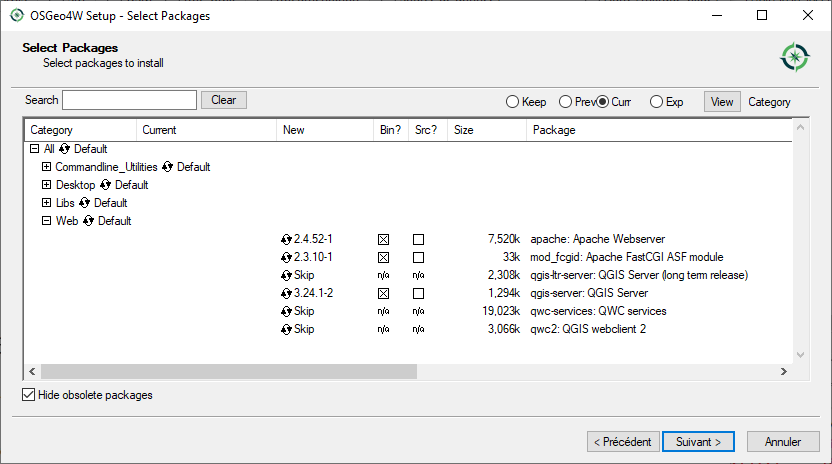 OSGeo4W Setup - Select Packages
Select Packages
Select packages to install
Search Clear Keep Prev Curr Exp View Category
Category Current New Bin? Src? Size Package
All Default
Commandline_Utilities Default
Desktop Default
Libs Default
Web Default
2.4.52-1 7,520k apache: Apache Webserver
2.3.10-1 33k mod_fcgid: Apache FastCGI ASF module
Skip n/a n/a 2,308k qgis-ltr-server: QGIS Server (long term release)
3.24.1-2 1,294k qgis-server: QGIS Server
Skip n/a n/a 19,023k qwc-services: QWC services
Skip n/a n/a 3,066k qwc2: QGIS webclient 2
Hide obsolete packages
< Précédent Suivant > Annuler